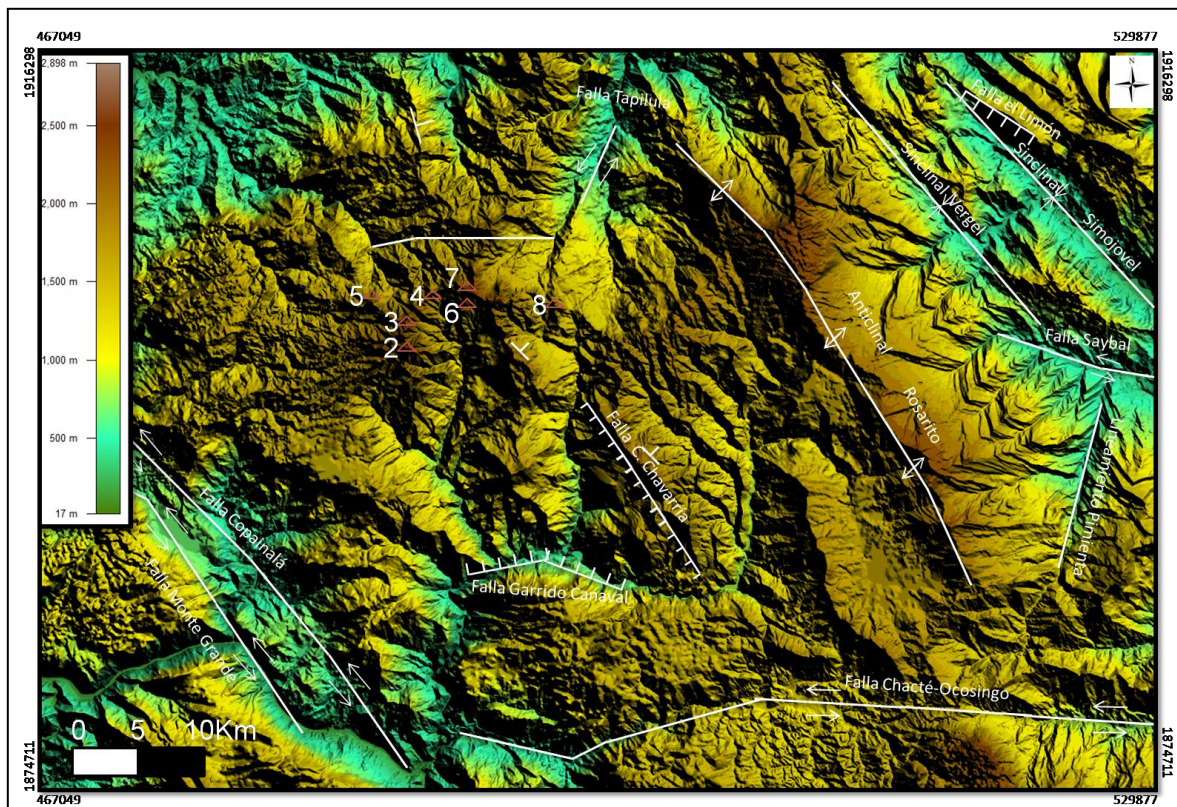 467049
529877
1916298
1916298
2,898 m
2,500 m
2,000 m
1,500 m
1,000 m
500 m
17 m
N
Falla Tapilula
Falla el Limón
Sinclinal Vergel
Sinclinal
Simojovel
7
5
4
6
8
3
2
Anticlinal
Rosarito
Falla Saybal
Lineamiento Pimienta
Falla C. Chavarría
Falla Copainalá
Falla Monte Grande
Falla Garrido Canaval
Falla Chacté-Ocosingo
0 5 10Km
1874711
1874711
467049
529877